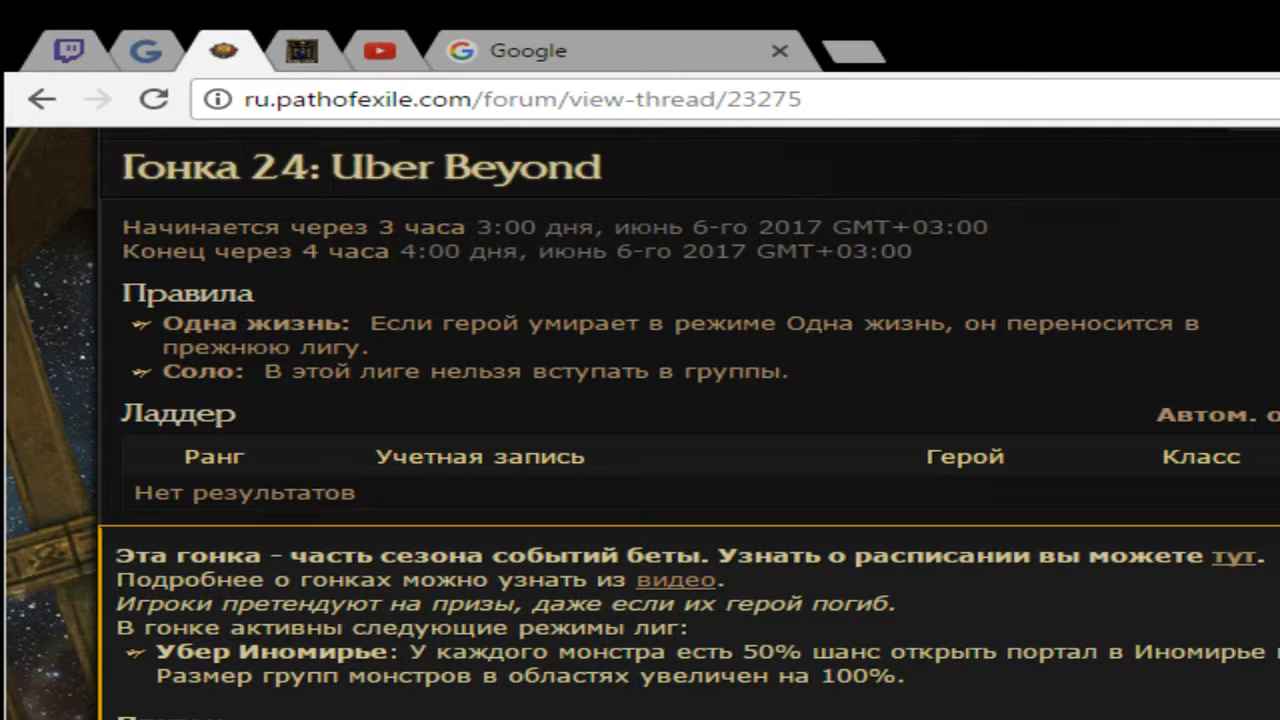 Google
ru.pathofexile.com/forum/view-thread/23275
Гонка 24: Uber Beyond
Начинается через 3 часа 3:00 дня, июнь 6-го 2017 GMT+03:00
Конец через 4 часа 4:00 дня, июнь 6-го 2017 GMT+03:00
Правила
Одна жизнь: Если герой умирает в режиме Одна жизнь, он переносится в
прежнюю лигу.
Соло: В этой лиге нельзя вступать в группы.
Ладдер
Автом.
Ранг Учетная запись Герой Класс
Нет результатов
Эта гонка - часть сезона событий беты. Узнать о расписании вы можете тут.
Подробнее о гонках можно узнать из видео.
Игроки претендуют на призы, даже если их герой погиб.
В гонке активны следующие режимы лиг:
Убер Иномирье: У каждого монстра есть 50% шанс открыть портал в Иномирье
Размер групп монстров в областях увеличен на 100%.